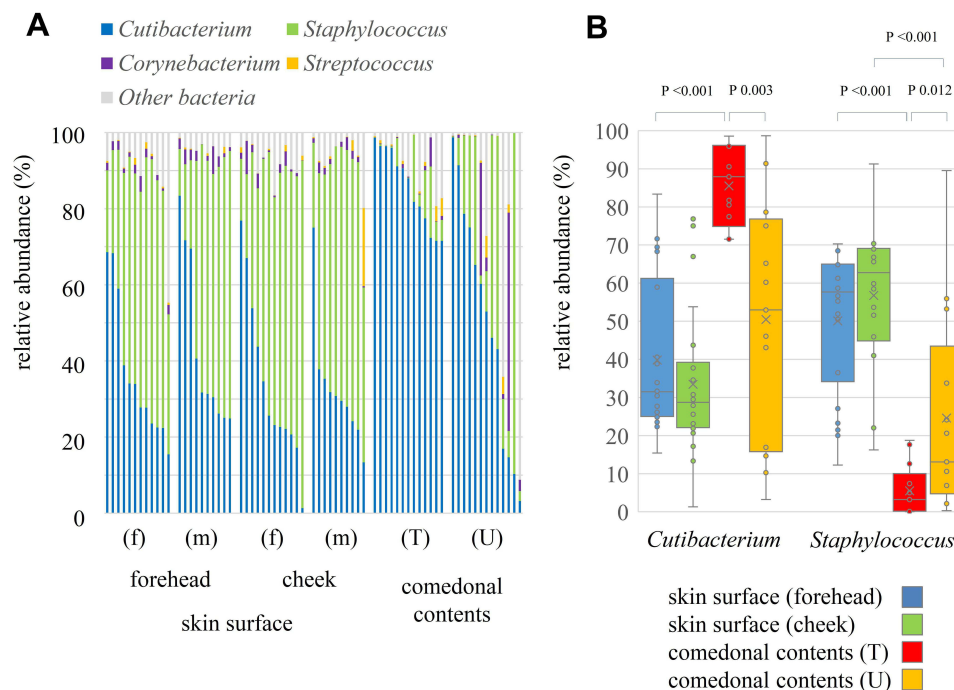 A
Cutibacterium
Staphylococcus
Corynebacterium
Streptococcus
Other bacteria
relative abundance (%)
100
80
60
40
20
0
(f)
(m)
(f)
(m)
(T)
(U)
forehead
cheek
comedonal
contents
skin surface
B
P <0.001
P <0.001
P 0.003
P <0.001
P 0.012
relative abundance (%)
100
90
80
70
60
50
40
30
20
10
0
Cutibacterium
Staphylococcus
skin surface (forehead)
skin surface (cheek)
comedonal contents (T)
comedonal contents (U)